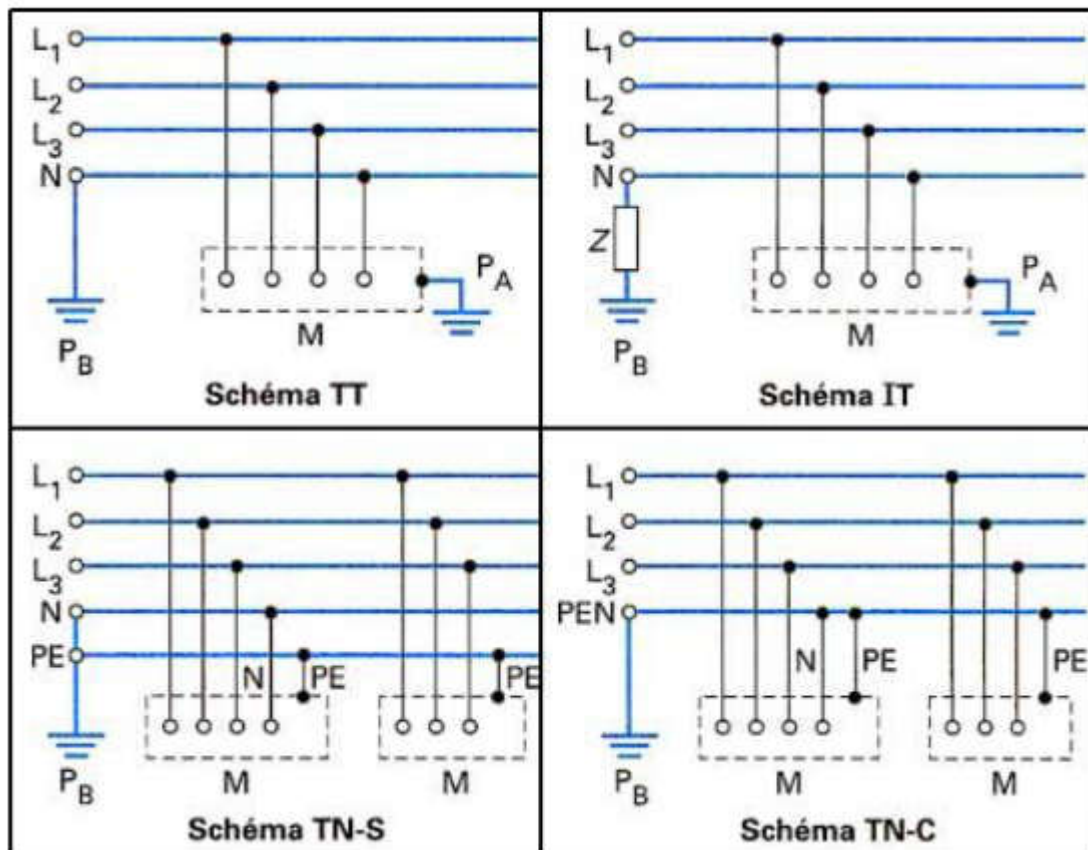 L1
L2
L3
N
PB
M
PA
Schéma TT
L1
L2
L3
N
Z
PB
M
PA
Schéma IT
L1
L2
L3
N
PE
N PE PE
PB
M M
Schéma TN-S
L1
L2
L3
PEN
N PE PE
PB
M M
Schéma TN-C